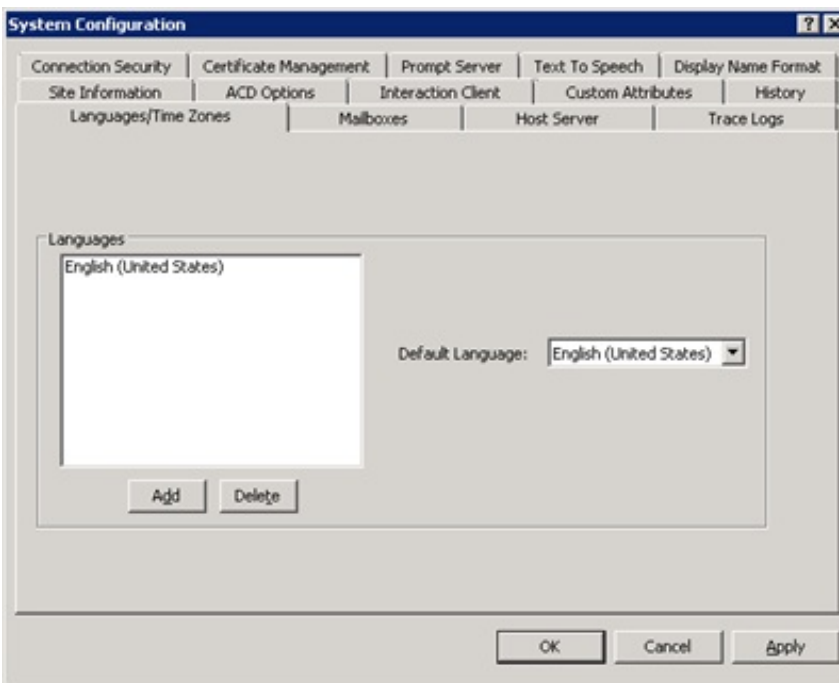 System Configuration
Connection Security Certificate Management Prompt Server Text To Speech Display Name Format
Site Information ACD Options Interaction Client Custom Attributes History
Languages/Time Zones Mailboxes Host Server Trace Logs
Languages
English (United States)
Default Language: English (United States)
Add Delete
OK Cancel Apply